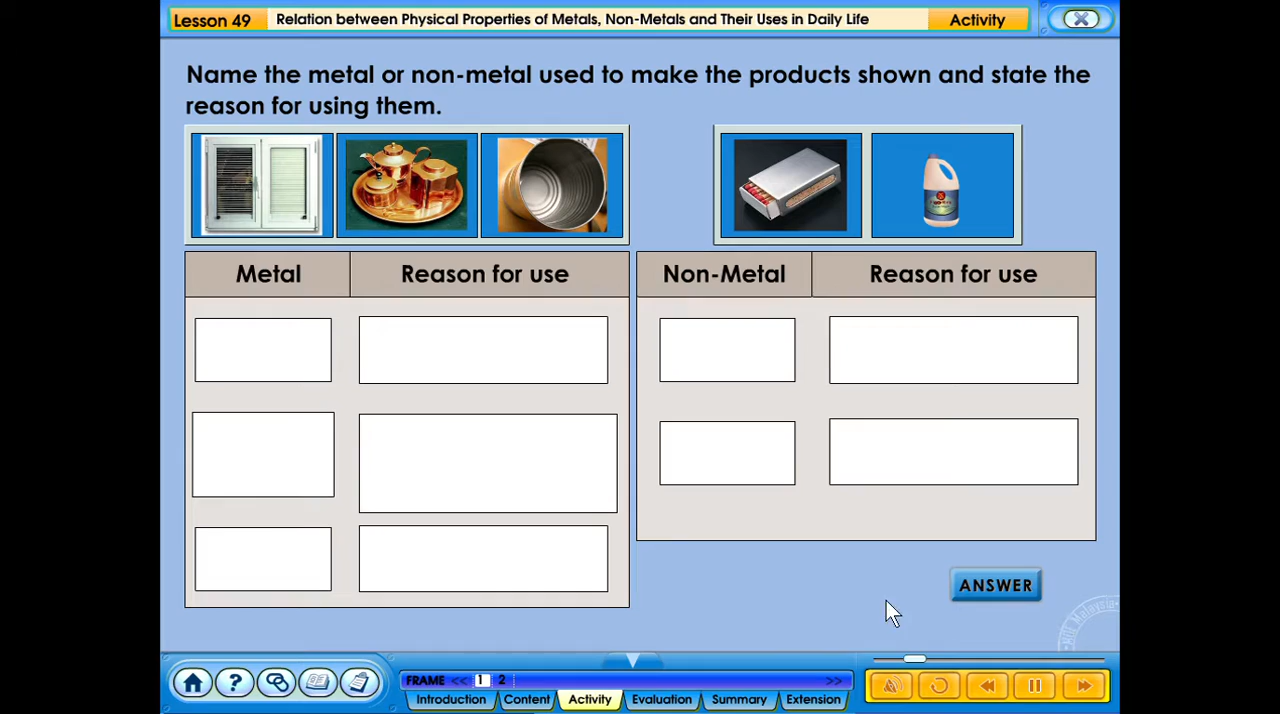 Lesson 49
Relation between Physical Properties of Metals, Non-Metals and Their Uses in Daily Life
Activity
Name the metal or non-metal used to make the products shown and state the
reason for using them.
Metal
Reason for use
Non-Metal
Reason for use
ANSWER
FRAME << 1 2 >>
Introduction
Content
Activity
Evaluation
Summary
Extension